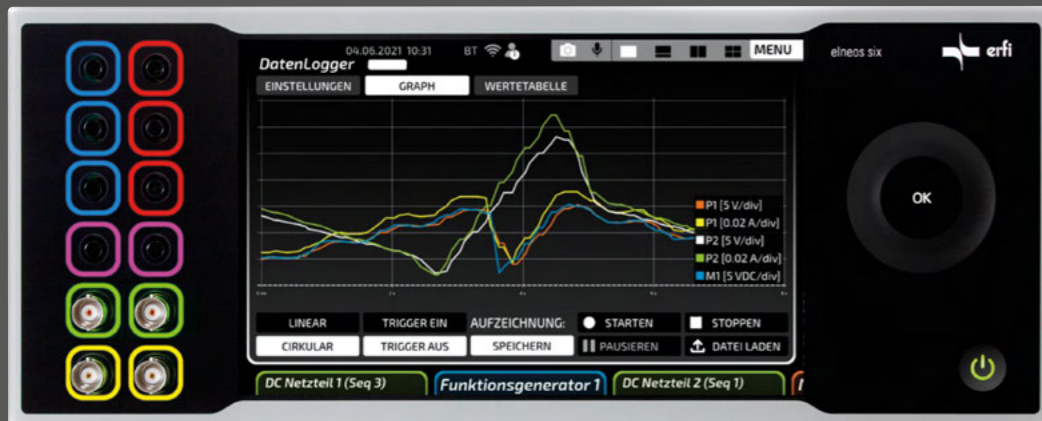 04.06.2021 10:31 BT MENU
DatenLogger
EINSTELLUNGEN GRAPH WERTETABELLE
P1 [5 V/div]
P1 [0.02 A/div]
P2 [5 V/div]
P2 [0.02 A/div]
M1 [5 VDC/div]
LINEAR TRIGGER EIN AUFZEICHNUNG: STARTEN STOPPEN
CIRKULAR TRIGGER AUS SPEICHERN PAUSIEREN DATEI LADEN
DC Netzteil 1 (Seq 3) Funktionsgenerator 1 DC Netzteil 2 (Seq 1)
elneos six erfi
OK